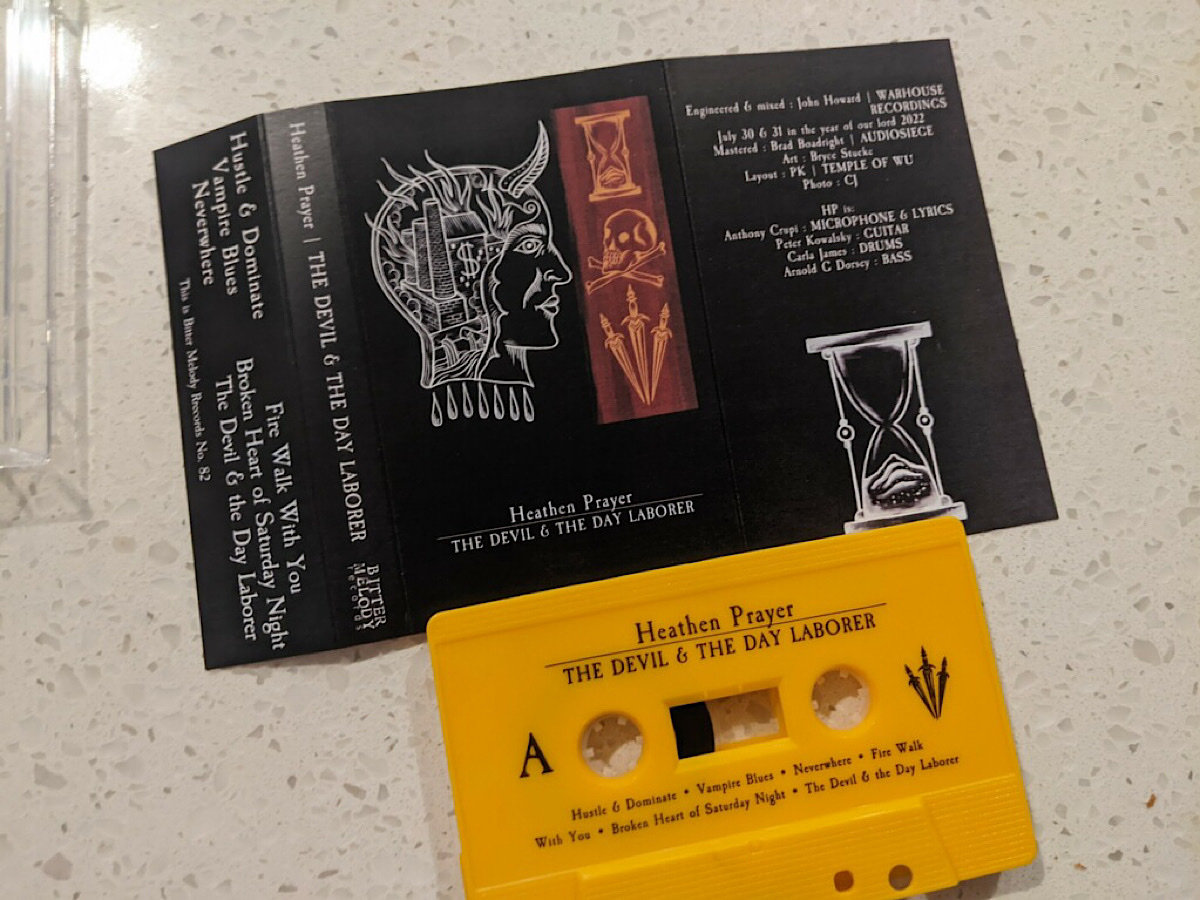 Hustle & Dominate
Vampire Blues
Neverwhere
Fire Walk With You
Broken Heart of Saturday Night
The Devil & the Day Laborer
This is Bitter Melody Records No. 82
Heathen Prayer | THE DEVIL & THE DAY LABORER
BITTER
MELODY
records
$
Heathen Prayer
THE DEVIL & THE DAY LABORER
Engineered & mixed : John Howard | WARHOUSE
RECORDINGS
July 30 & 31 in the year of our lord 2022
Mastered : Brad Boadright | AUDIOSIEGE
Art : Bryce Stucke
Layout : PK | TEMPLE OF WU
Photo : CJ
HP is:
Anthony Crupi : MICROPHONE & LYRICS
Peter Kowalsky : GUITAR
Carla James : DRUMS
Arnold C Dorsey : BASS
Heathen Prayer
THE DEVIL & THE DAY LABORER
A
Hustle & Dominate • Vampire Blues • Neverwhere • Fire Walk
With You • Broken Heart of Saturday Night • The Devil & the Day Laborer